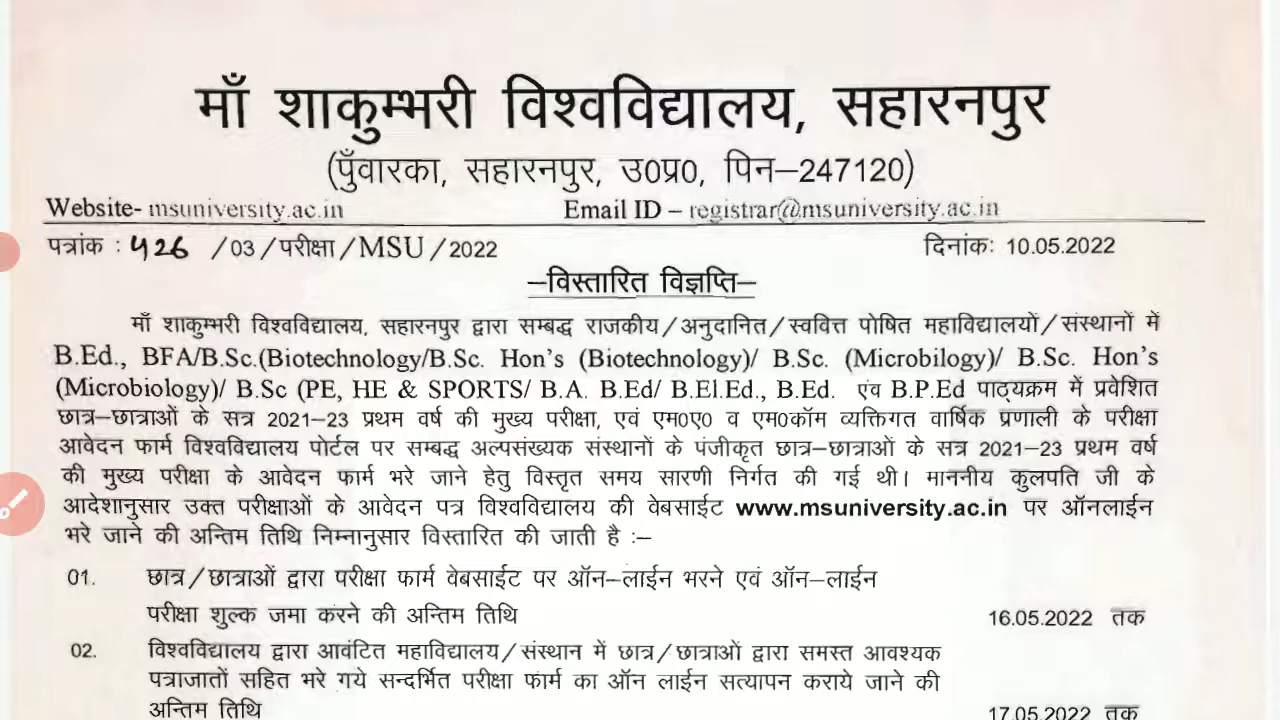 माँ शाकुम्भरी विश्वविद्यालय, सहारनपुर
(पुँवारका, सहारनपुर, उ0प्र0, पिन–247120)
Website- msuniversity.ac.in Email ID – registrar@msuniversity.ac.in
पत्रांक : 426 /03/परीक्षा/MSU/2022 दिनांकः 10.05.2022
–विस्तारित विज्ञप्ति–
माँ शाकुम्भरी विश्वविद्यालय, सहारनपुर द्वारा सम्बद्ध राजकीय/अनुदानित/स्ववित्त पोषित महाविद्यालयों/संस्थानों में
B.Ed., BFA/B.Sc.(Biotechnology/B.Sc. Hon's (Biotechnology)/ B.Sc. (Microbilogy)/ B.Sc. Hon's
(Microbiology)/ B.Sc (PE, HE & SPORTS/ B.A. B.Ed/ B.El.Ed., B.Ed. एंव B.P.Ed पाठ्यक्रम में प्रवेशित
छात्र–छात्राओं के सत्र 2021–23 प्रथम वर्ष की मुख्य परीक्षा, एवं एम0ए0 व एम0कॉम व्यक्तिगत वार्षिक प्रणाली के परीक्षा
आवेदन फार्म विश्वविद्यालय पोर्टल पर सम्बद्ध अल्पसंख्यक संस्थानों के पंजीकृत छात्र–छात्राओं के सत्र 2021–23 प्रथम वर्ष
की मुख्य परीक्षा के आवेदन फार्म भरे जाने हेतु विस्तृत समय सारणी निर्गत की गई थी। माननीय कुलपति जी के
आदेशानुसार उक्त परीक्षाओं के आवेदन पत्र विश्वविद्यालय की वेबसाईट www.msuniversity.ac.in पर ऑनलाईन
भरे जाने की अन्तिम तिथि निम्नानुसार विस्तारित की जाती है :–
01. छात्र/छात्राओं द्वारा परीक्षा फार्म वेबसाईट पर ऑन–लाईन भरने एवं ऑन–लाईन
परीक्षा शुल्क जमा करने की अन्तिम तिथि 16.05.2022 तक
02. विश्वविद्यालय द्वारा आवंटित महाविद्यालय/संस्थान में छात्र/छात्राओं द्वारा समस्त आवश्यक
पत्राजातों सहित भरे गये सन्दर्भित परीक्षा फ़ार्म का ऑन लाईन सत्यापन कराये जाने की
अन्तिम तिथि 17.05.2022 तक